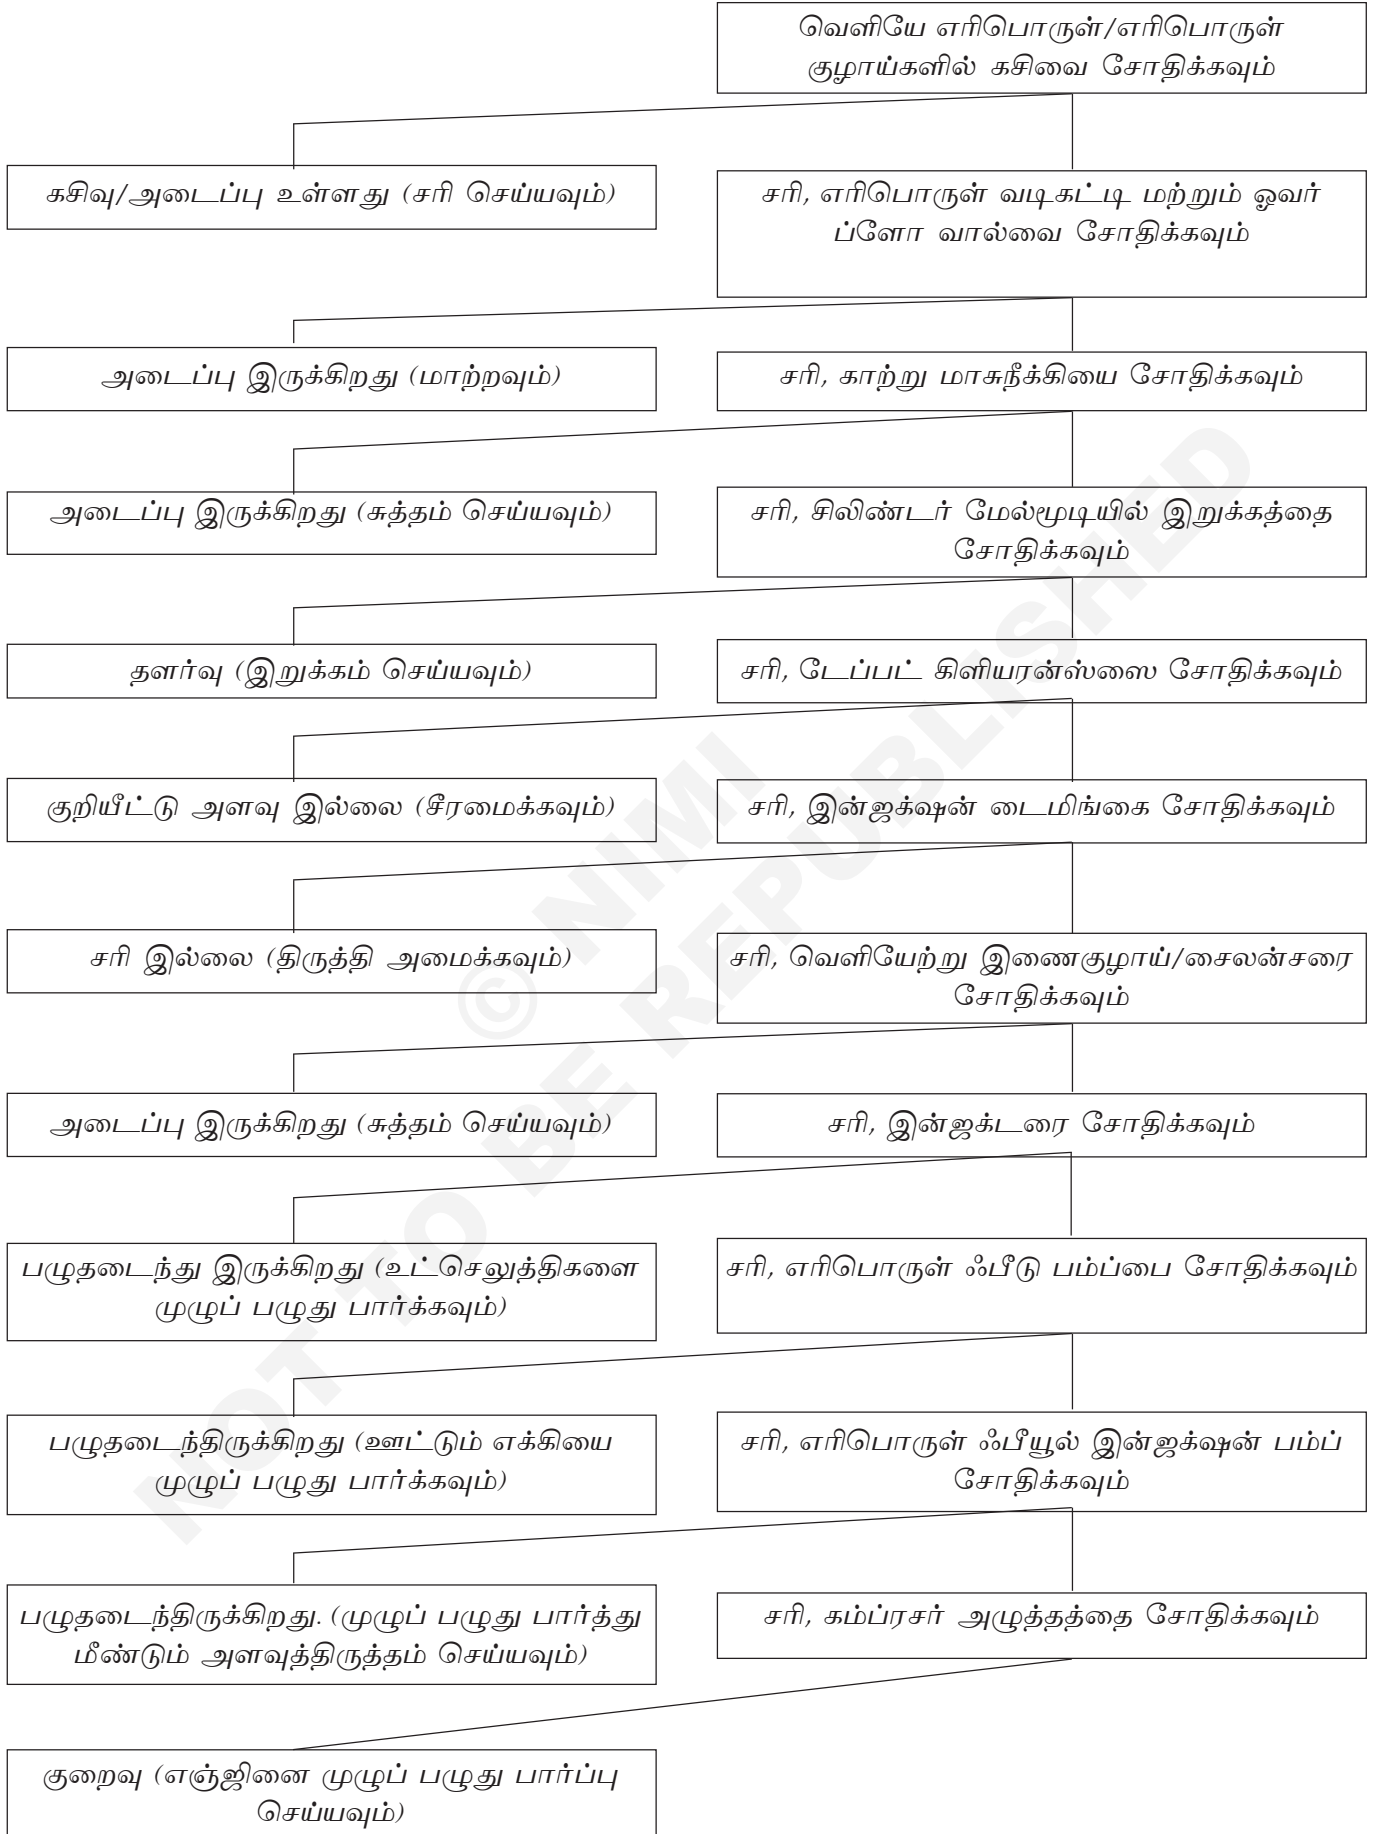 வெளியே எரிபொருள்/எரிபொருள்
குழாய்களில் கசிவை சோதிக்கவும்
கசிவு/அடைப்பு உள்ளது (சரி செய்யவும்)
சரி, எரிபொருள் வடிகட்டி மற்றும் ஓவர்
ப்ளோ வால்வை சோதிக்கவும்
அடைப்பு இருக்கிறது (மாற்றவும்)
சரி, காற்று மாசுநீக்கியை சோதிக்கவும்
அடைப்பு இருக்கிறது (சுத்தம் செய்யவும்)
சரி, சிலிண்டர் மேல்மூடியில் இறுக்கத்தை
சோதிக்கவும்
தளர்வு (இறுக்கம் செய்யவும்)
சரி, டேப்பட் கிளியரன்ஸ்ஸை சோதிக்கவும்
குறியீட்டு அளவு இல்லை (சீரமைக்கவும்)
சரி, இன்ஜக்ஷன் டைமிங்கை சோதிக்கவும்
சரி இல்லை (திருத்தி அமைக்கவும்)
சரி, வெளியேற்று இணைகுழாய்/சைலன்சரை
சோதிக்கவும்
அடைப்பு இருக்கிறது (சுத்தம் செய்யவும்)
சரி, இன்ஜக்டரை சோதிக்கவும்
பழுதடைந்து இருக்கிறது (உட்செலுத்திகளை
முழுப் பழுது பார்க்கவும்)
சரி, எரிபொருள் ஃபீடு பம்ப்பை சோதிக்கவும்
பழுதடைந்திருக்கிறது (ஊட்டும் எக்கியை
முழுப் பழுது பார்க்கவும்)
சரி, எரிபொருள் ஃபீயூல் இன்ஜக்ஷன் பம்ப்
சோதிக்கவும்
பழுதடைந்திருக்கிறது. (முழுப் பழுது பார்த்து
மீண்டும் அளவுத்திருத்தம் செய்யவும்)
சரி, கம்ப்ரசர் அழுத்தத்தை சோதிக்கவும்
குறைவு (எஞ்ஜினை முழுப் பழுது பார்ப்பு
செய்யவும்)
© NIMI
NOT TO BE REPUBLISHED